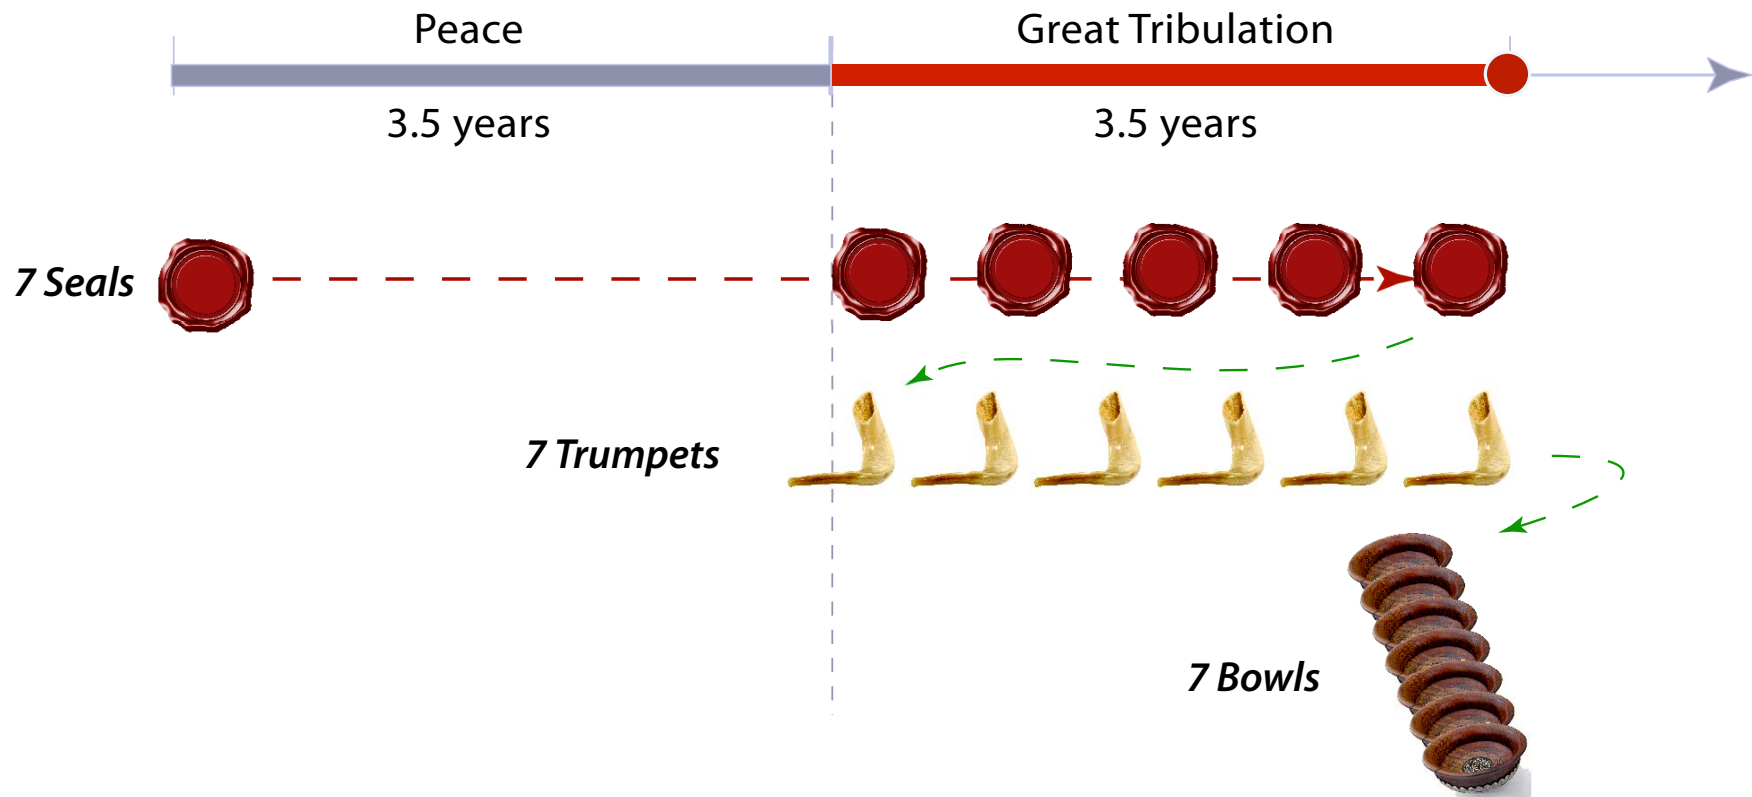 Peace
Great Tribulation
3.5 years
3.5 years
7 Seals
7 Trumpets
7 Bowls